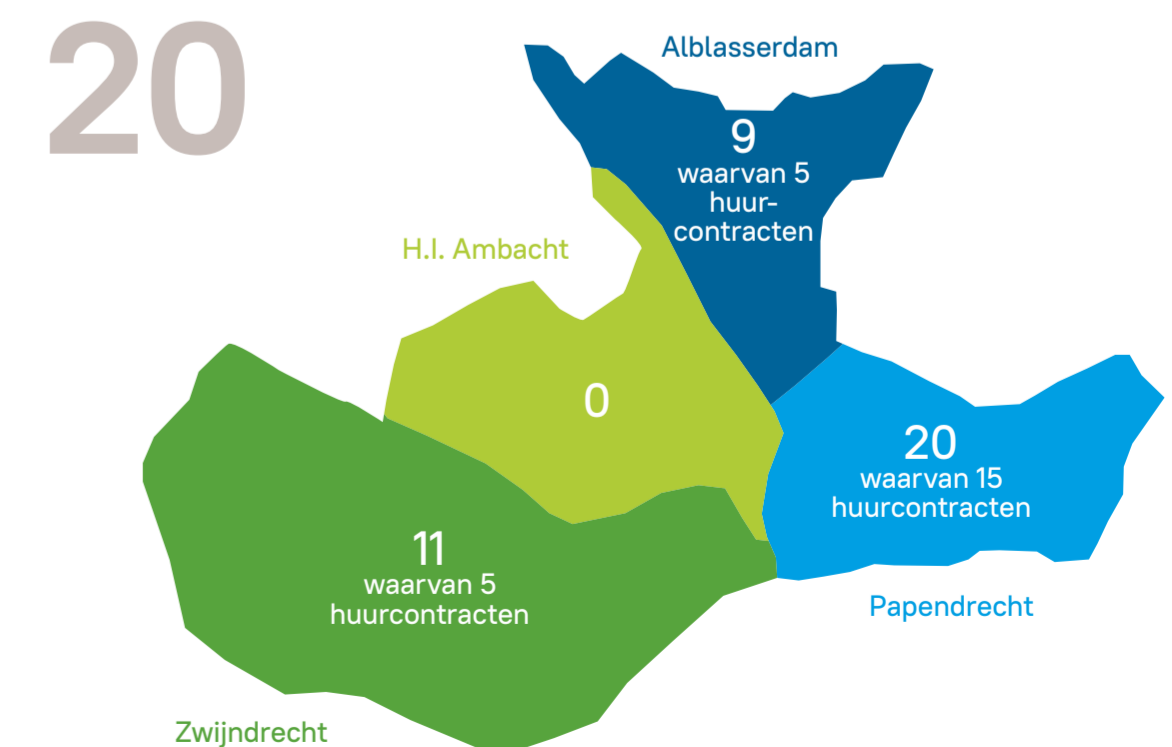 20
Alblasserdam
9
waarvan 5
huur-
contracten
H.I. Ambacht
0
20
waarvan 15
huurcontracten
11
waarvan 5
huurcontracten
Papendrecht
Zwijndrecht